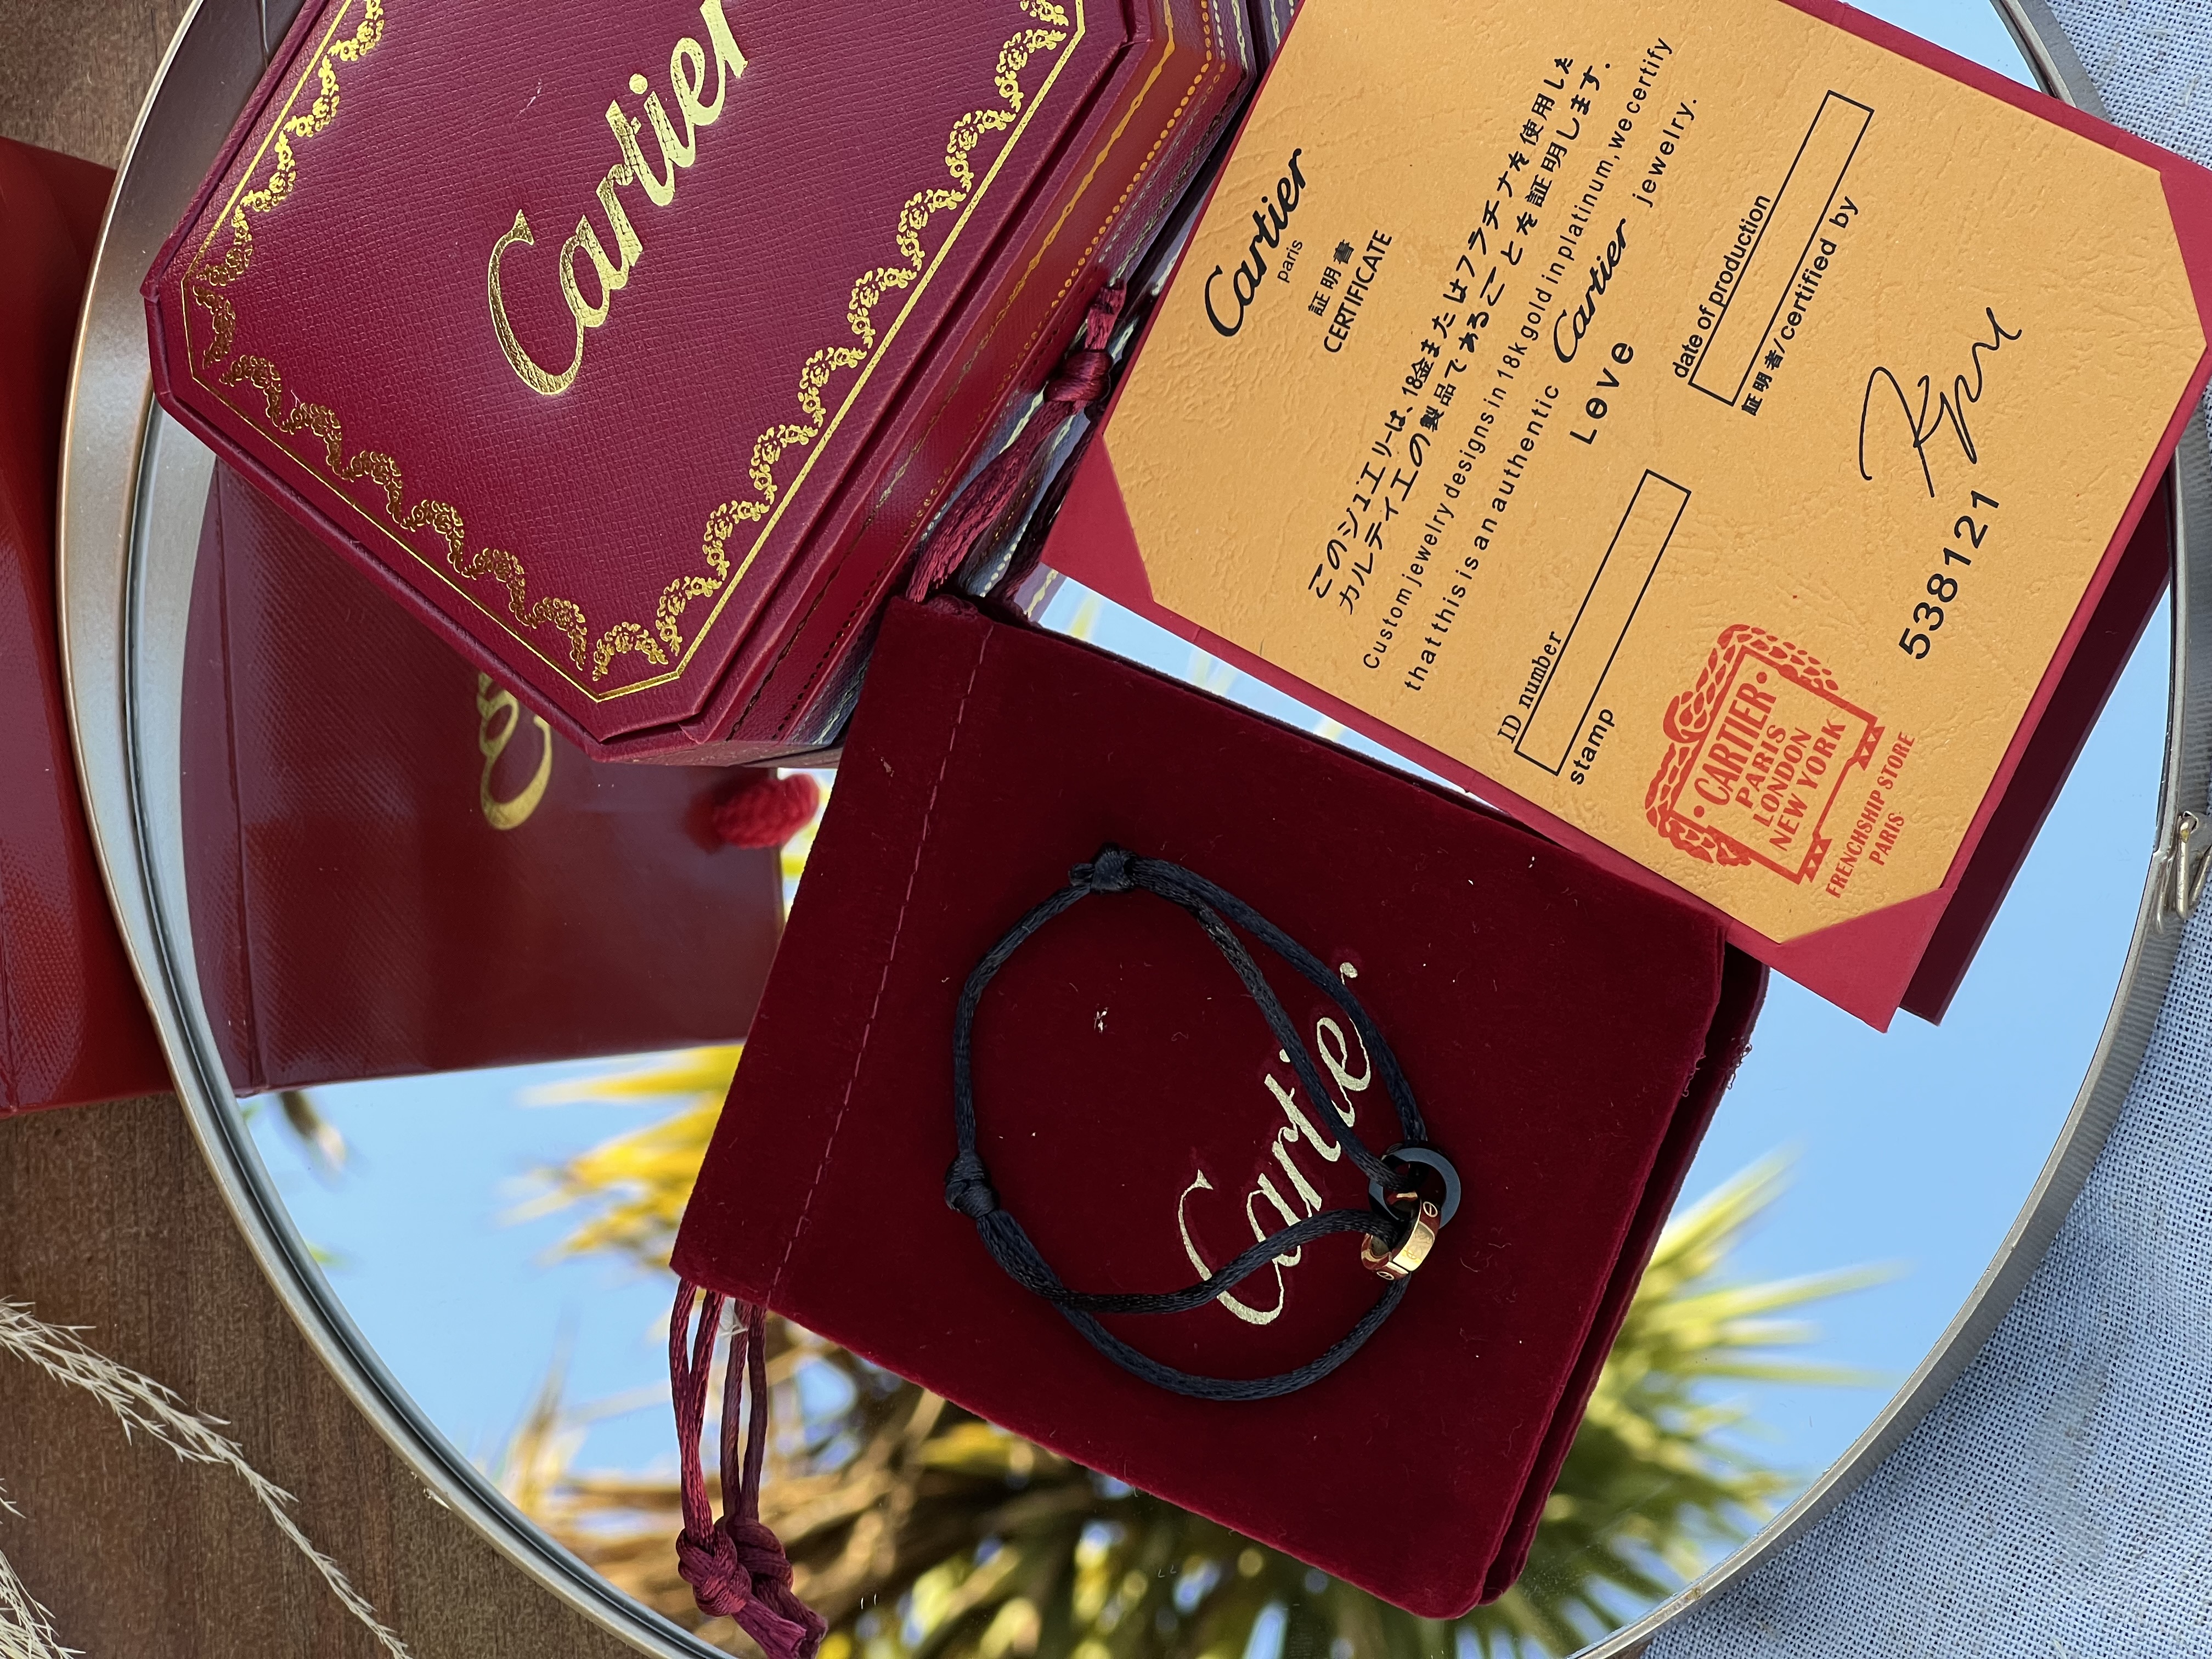 Cartier
Cartier
paris
証明書
CERTIFICATE
このジュエリーは、18金またはフラチナを使用した
カルティエの製品であるごとを証明します.
Custom jewelry designs in 18k gold in platinum, we certify
that this is an authentic Cartier jewelry.
Love
ID number
date of production
stamp
証明者/certified by
CARTIER
PARIS
LONDON
NEW YORK
FRENCHSHIP STORE
PARIS
538121
Cartier